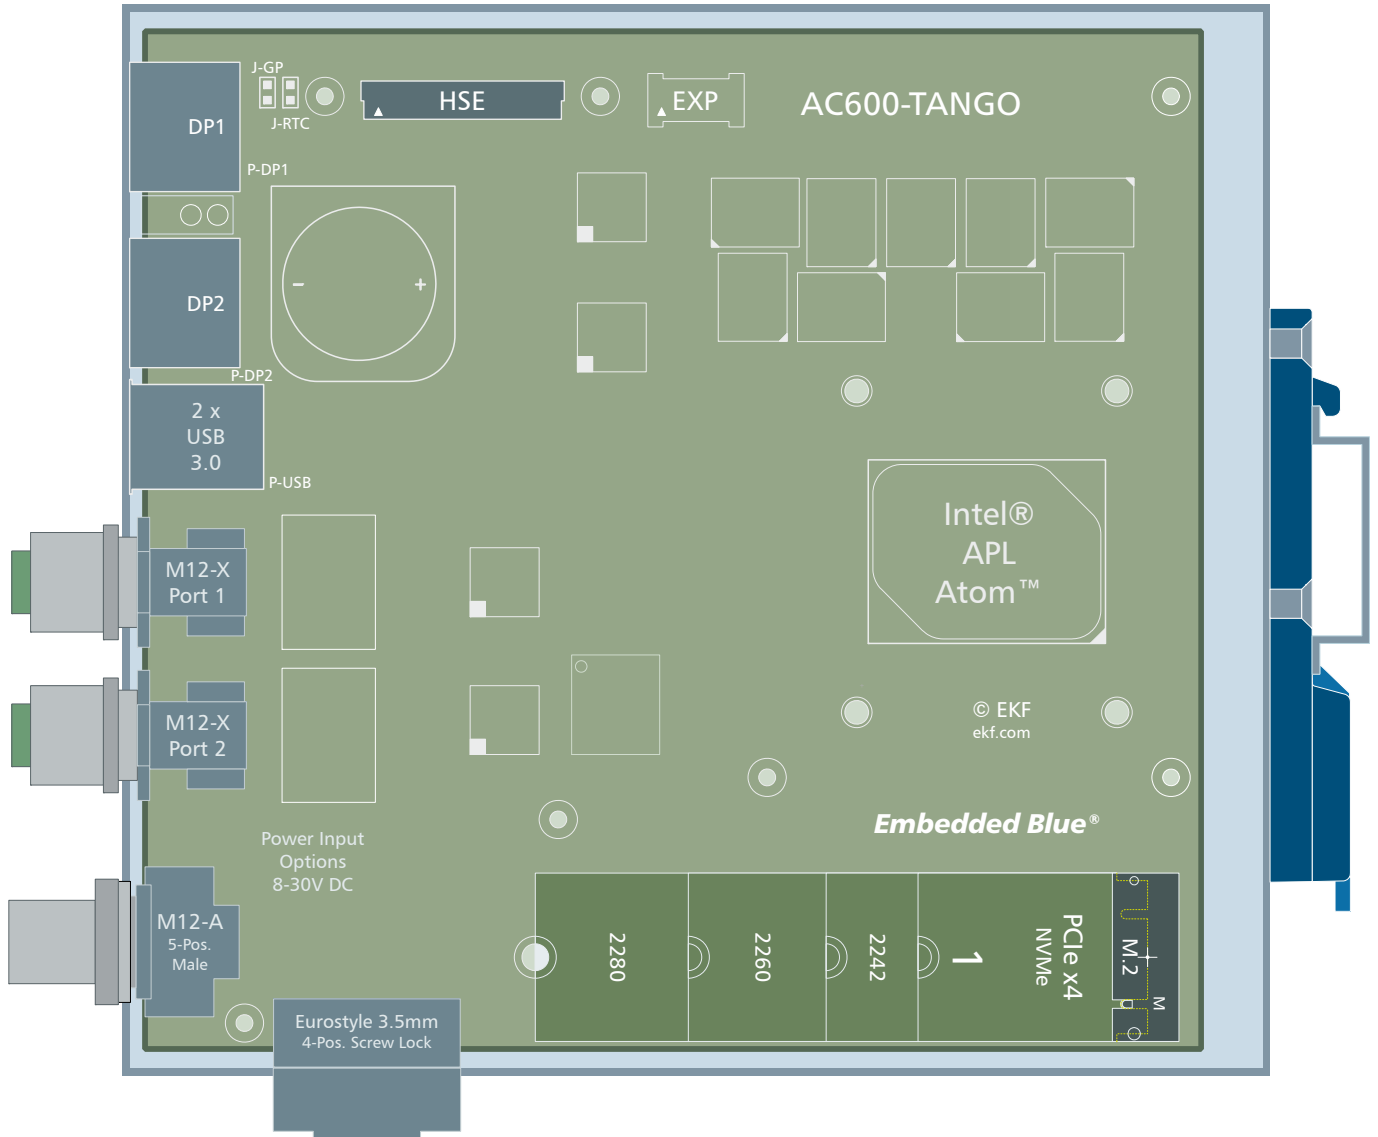 J-GP
J-RTC
HSE
EXP
AC600-TANGO
DP1
P-DP1
DP2
P-DP2
− +
2 x
USB
3.0
P-USB
Intel®
APL
Atom™
M12-X
Port 1
M12-X
Port 2
© EKF
ekf.com
Embedded Blue®
Power Input
Options
8-30V DC
M12-A
5-Pos.
Male
2280
2260
2242
1
PCIe x4
NVMe
M.2
M
Eurostyle 3.5mm
4-Pos. Screw Lock